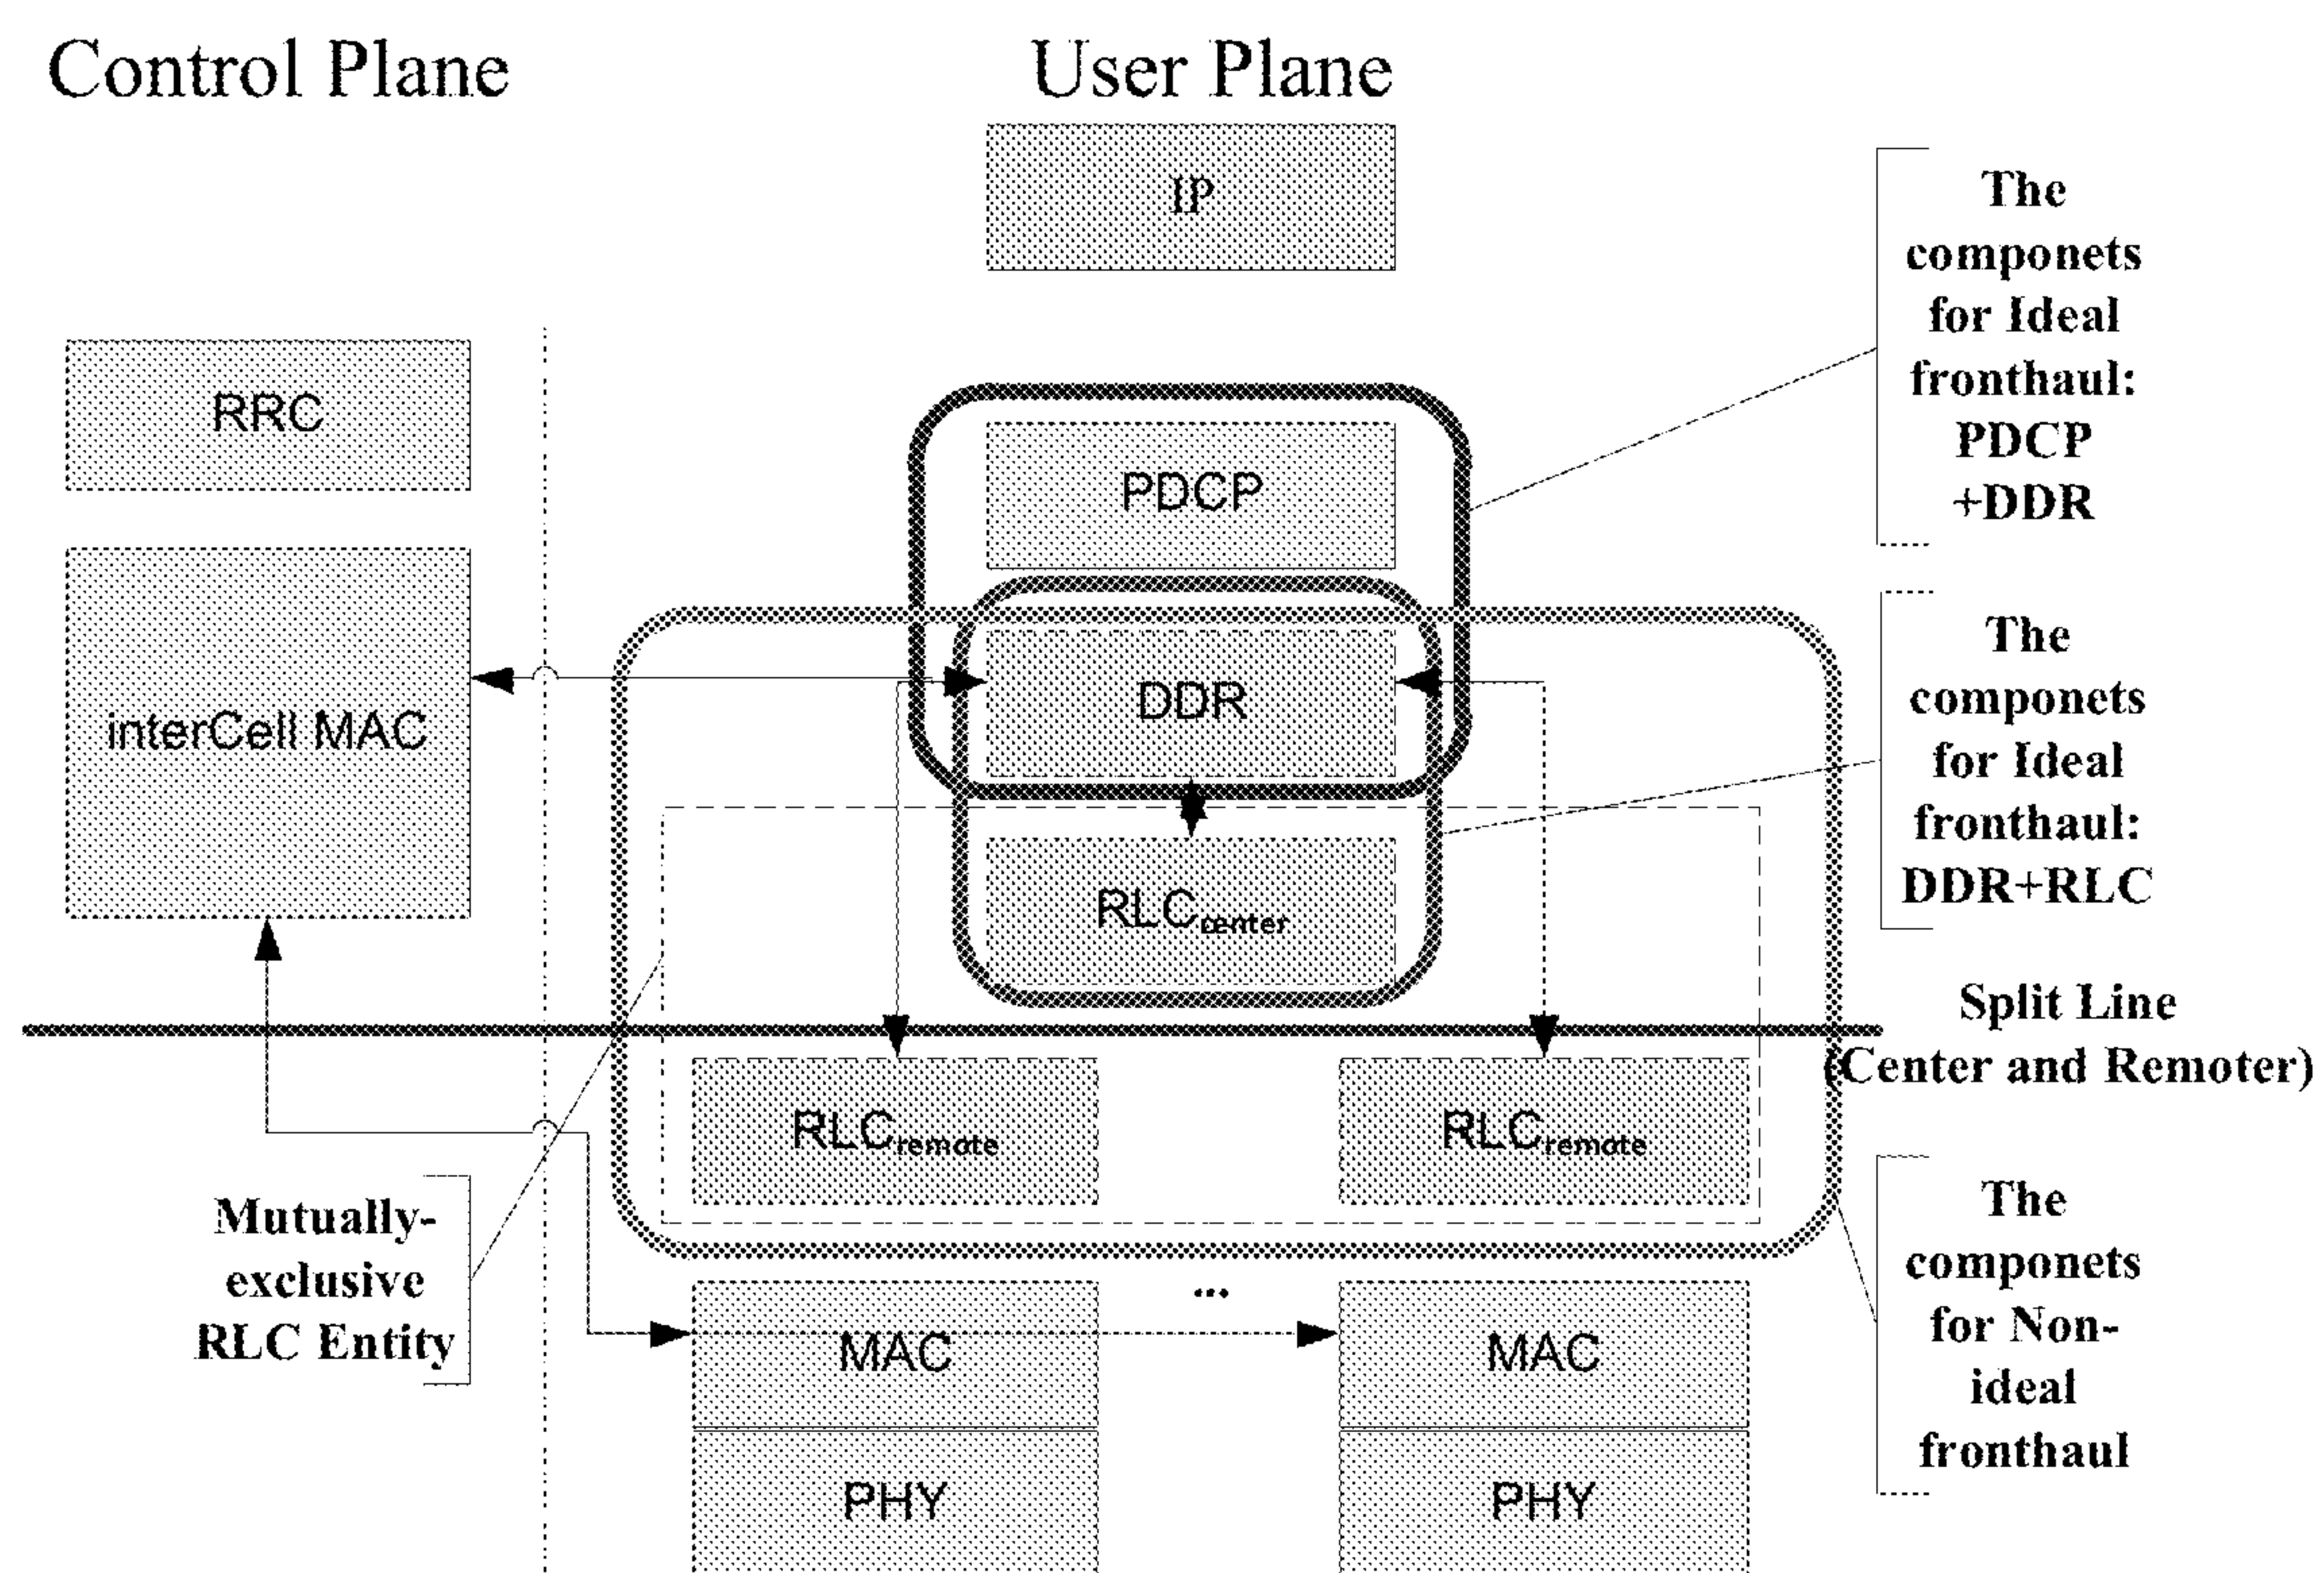 Control Plane
User Plane
IP
The
componets
for Ideal
fronthaul:
PDCP
+DDR
RRC
PDCP
interCell MAC
DDR
The
componets
for Ideal
fronthaul:
DDR+RLC
RLCcenter
Split Line
(Center and Remoter)
RLCremote
RLCremote
Mutually-
exclusive
RLC Entity
The
componets
for Non-
ideal
fronthaul
...
MAC
MAC
PHY
PHY